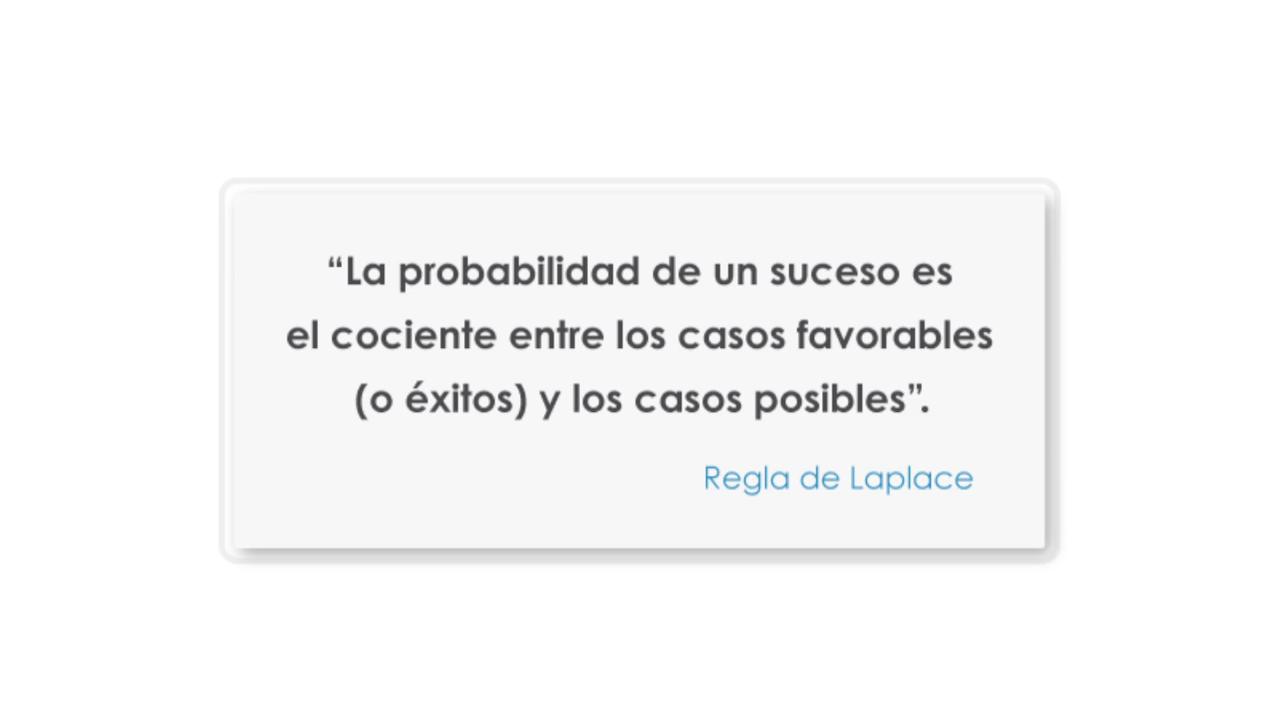 “La probabilidad de un suceso es
el cociente entre los casos favorables
(o éxitos) y los casos posibles”.
Regla de Laplace